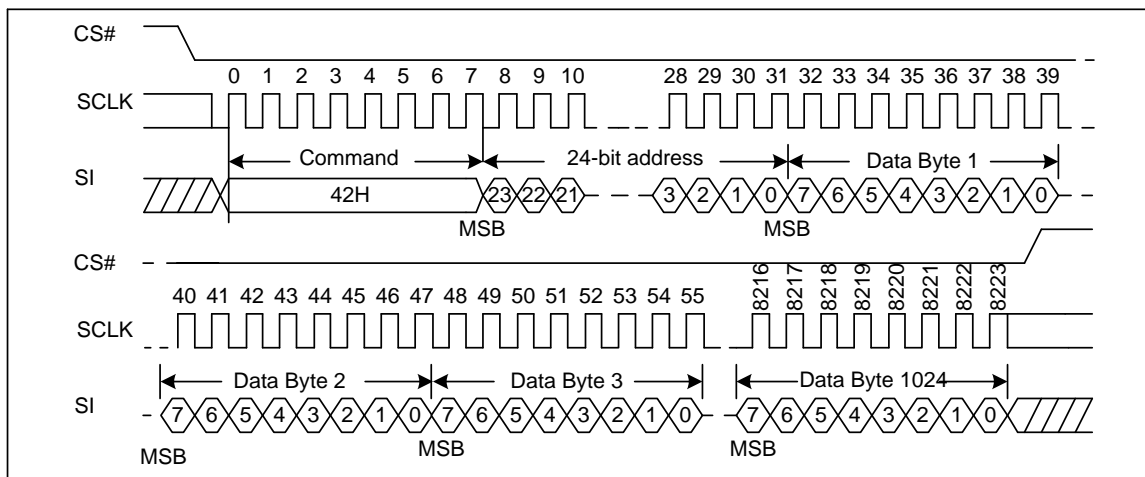 CS#
0 1 2 3 4 5 6 7 8 9 10 28 29 30 31 32 33 34 35 36 37 38 39
SCLK
Command 24-bit address Data Byte 1
SI 42H 23 22 21 3 2 1 0 7 6 5 4 3 2 1 0
MSB MSB
CS#
40 41 42 43 44 45 46 47 48 49 50 51 52 53 54 55 8216 8217 8218 8219 8220 8221 8222 8223
SCLK
Data Byte 2 Data Byte 3 Data Byte 1024
SI 7 6 5 4 3 2 1 0 7 6 5 4 3 2 1 0 7 6 5 4 3 2 1 0
MSB MSB MSB